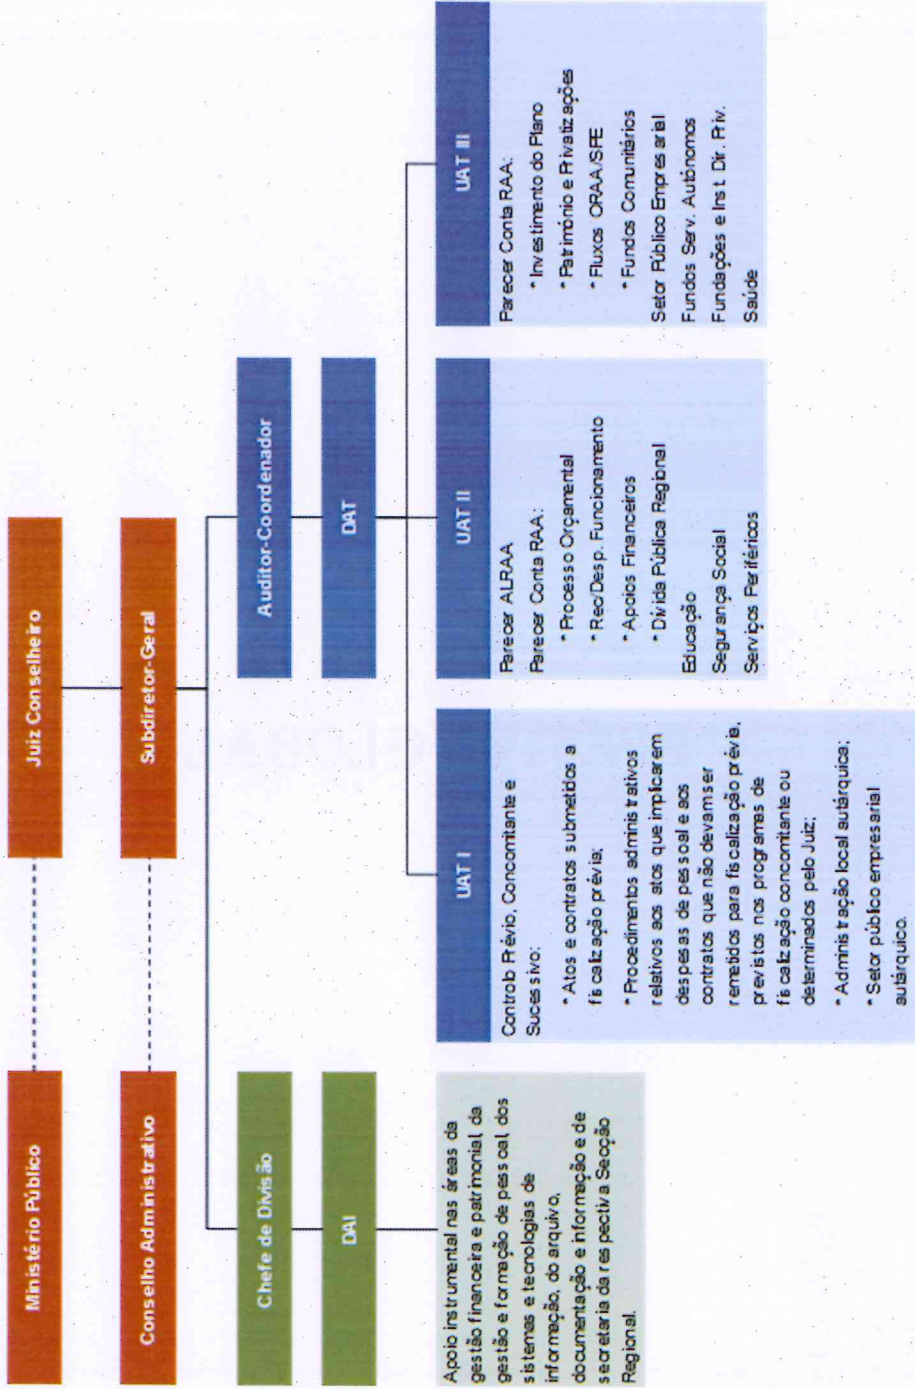 Ministério Público
Juiz Conselheiro
Conselho Administrativo
Subdiretor-Geral
Chefe de Divisão
Auditor-Coordenador
DAI
DAT
Apoio instrumental nas áreas da
gestão financeira e patrimonial, da
gestão e formação de pessoal, dos
sistemas e tecnologias de
informação, do arquivo,
documentação e informação e de
secretaria da respectiva Secção
Regional.
UAT I
Controlo Prévio, Concomitante e
Sucessivo:
* Atos e contratos submetidos a
fiscalização prévia;
* Procedimentos administrativos
relativos aos atos que implicarem
despesas de pessoal e aos
contratos que não devam ser
remetidos para fiscalização prévia,
previstos nos programas de
fiscalização concomitante ou
determinados pelo Juiz;
* Administração local autárquica;
* Setor público empresarial
autárquico.
UAT II
Parecer ALRAA
Parecer Conta RAA:
* Processo Orçamental
* Rec/Desp. Funcionamento
* Apoios Financeiros
* Dívida Pública Regional
Educação
Segurança Social
Serviços Periféricos
UAT III
Parecer Conta RAA:
* Investimento do Plano
* Património e Privatizações
* Fluxos ORAA/SPE
* Fundos Comunitários
Setor Público Empresarial
Fundos Serv. Autónomos
Fundações e Inst. Dir. Priv.
Saúde